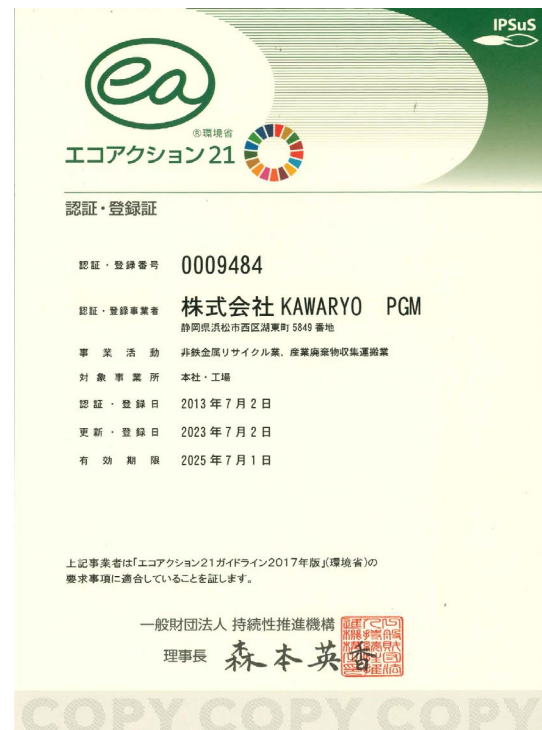 IPSuS
ea
®環境省
エコアクション21
認証・登録証
認証・登録番号 0009484
認証・登録事業者 株式会社 KAWARYO PGM
静岡県浜松市西区湖東町 5849 番地
事業活動 非鉄金属リサイクル業、産業廃棄物収集運搬業
対象事業所 本社・工場
認証・登録日 2013年7月2日
更新・登録日 2023年7月2日
有効期限 2025年7月1日
上記事業者は「エコアクション21ガイドライン2017年版」(環境省)の
要求事項に適合していることを証します。
一般財団法人 持続性推進機構
理事長 森本英香
COPY COPY COPY